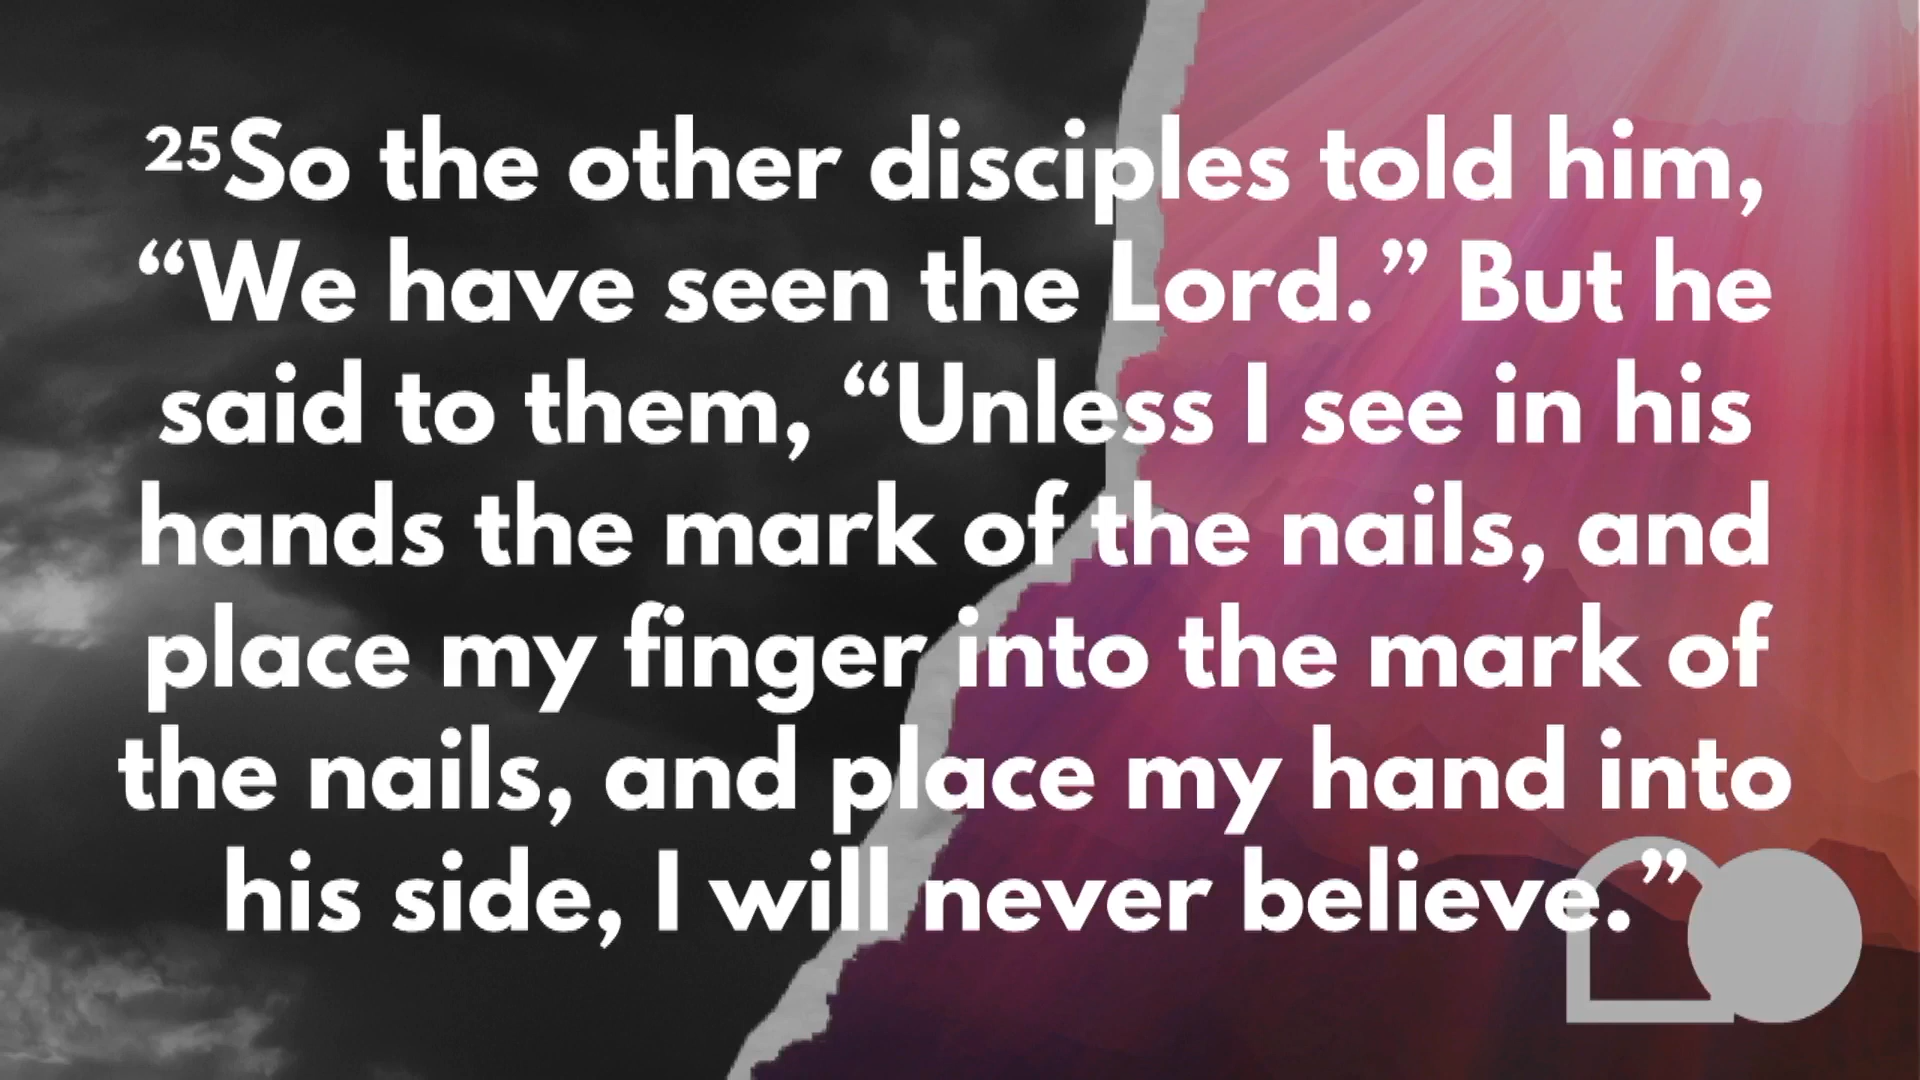 ²⁵So the other disciples told him,
“We have seen the Lord.” But he
said to them, “Unless I see in his
hands the mark of the nails, and
place my finger into the mark of
the nails, and place my hand into
his side, I will never believe.”